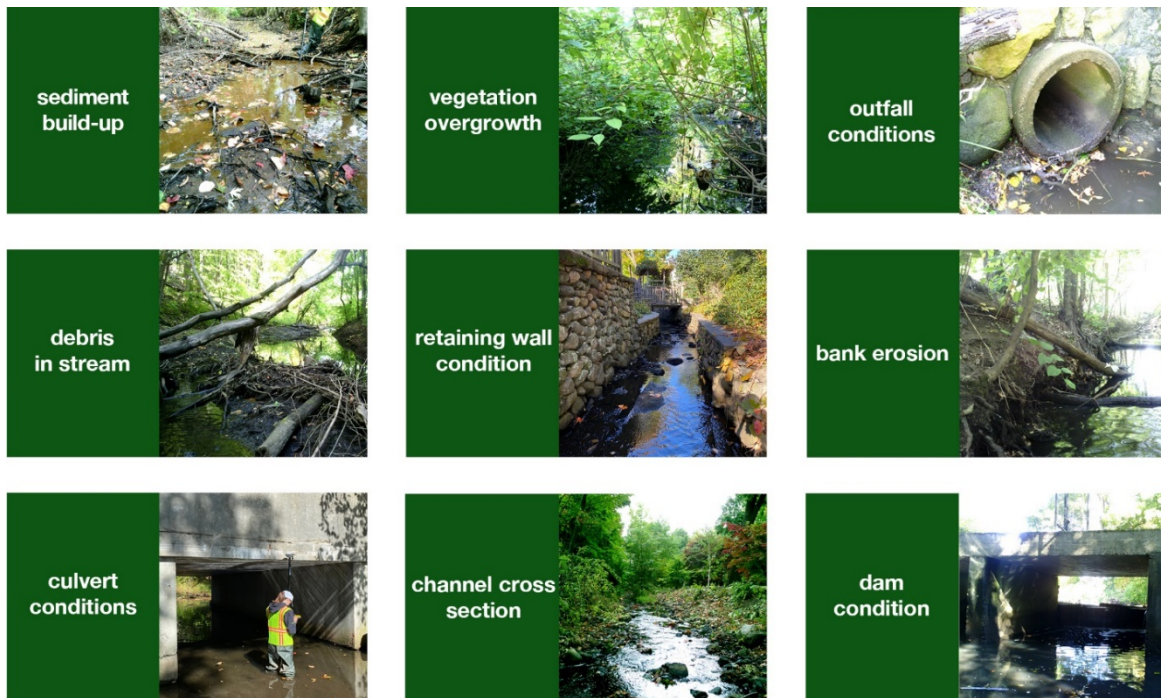 sediment
build-up
vegetation
overgrowth
outfall
conditions
debris
in stream
retaining wall
condition
bank erosion
culvert
conditions
channel cross
section
dam
condition